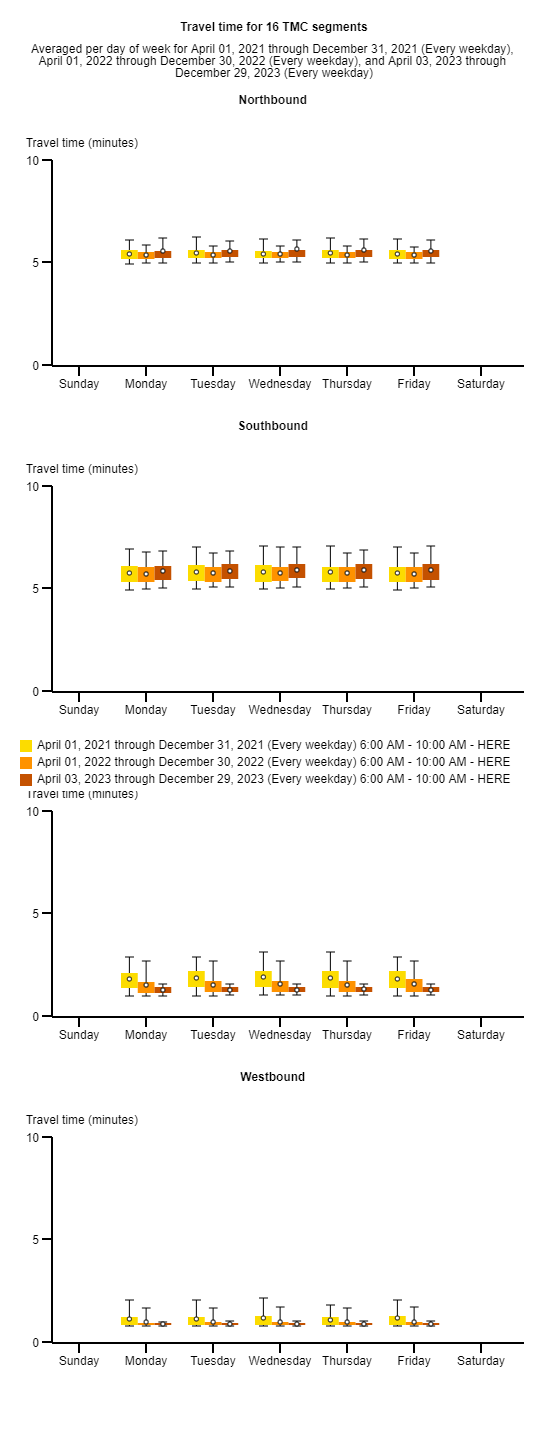 Travel time for 16 TMC segments
Averaged per day of week for April 01, 2021 through December 31, 2021 (Every weekday),
April 01, 2022 through December 30, 2022 (Every weekday), and April 03, 2023 through
December 29, 2023 (Every weekday)
Northbound
Travel time (minutes)
10
5
0
Sunday Monday Tuesday Wednesday Thursday Friday Saturday
Southbound
Travel time (minutes)
10
5
0
Sunday Monday Tuesday Wednesday Thursday Friday Saturday
April 01, 2021 through December 31, 2021 (Every weekday) 6:00 AM - 10:00 AM - HERE
April 01, 2022 through December 30, 2022 (Every weekday) 6:00 AM - 10:00 AM - HERE
April 03, 2023 through December 29, 2023 (Every weekday) 6:00 AM - 10:00 AM - HERE
Travel time (minutes)
10
5
0
Sunday Monday Tuesday Wednesday Thursday Friday Saturday
Westbound
Travel time (minutes)
10
5
0
Sunday Monday Tuesday Wednesday Thursday Friday Saturday